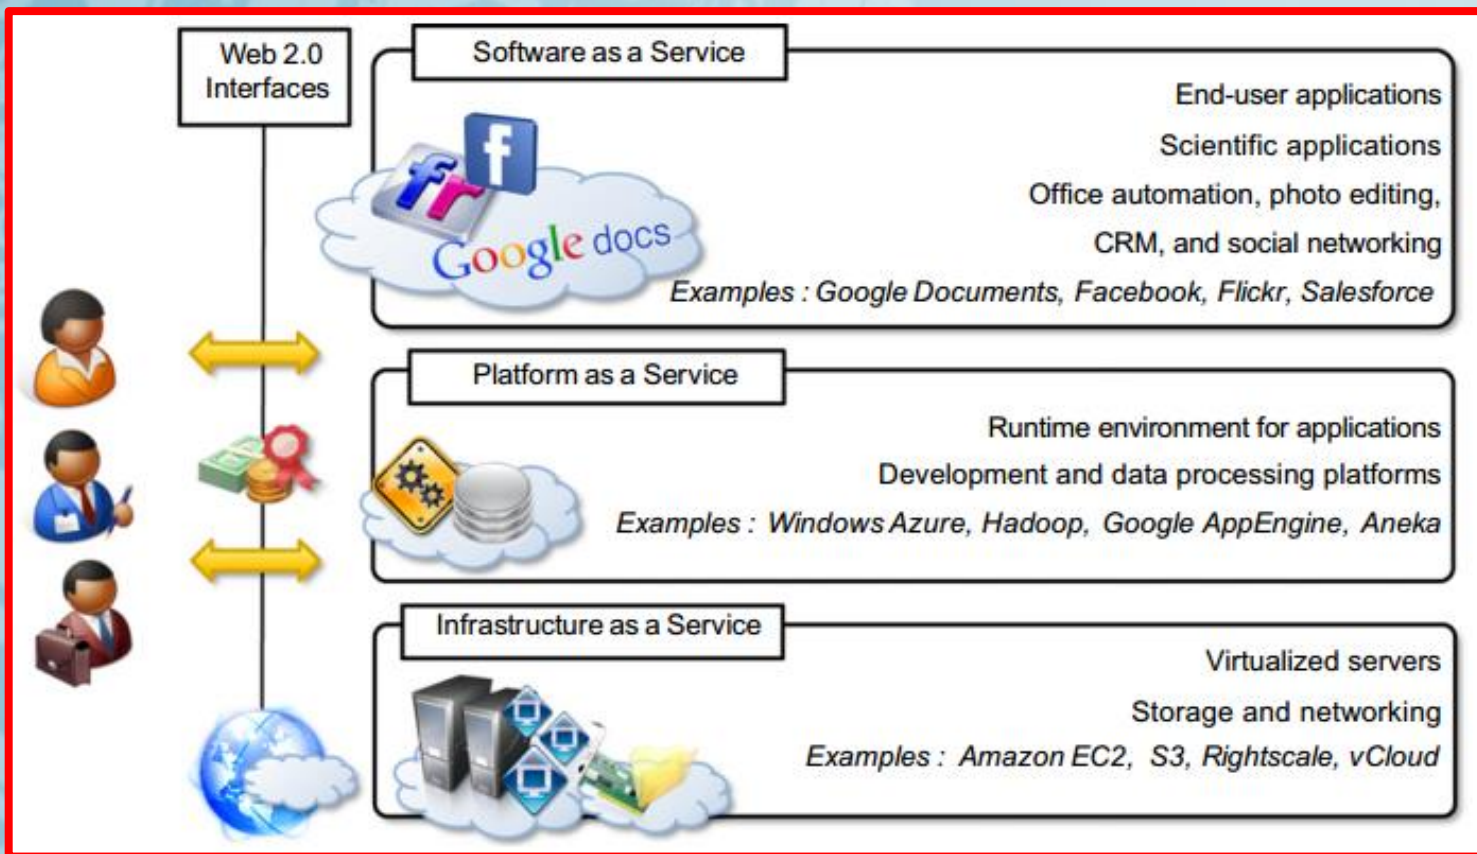 Web 2.0
Interfaces
Software as a Service
End-user applications
Scientific applications
Office automation, photo editing,
CRM, and social networking
Examples : Google Documents, Facebook, Flickr, Salesforce
f
fr
Google docs
Platform as a Service
Runtime environment for applications
Development and data processing platforms
Examples : Windows Azure, Hadoop, Google AppEngine, Aneka
Infrastructure as a Service
Virtualized servers
Storage and networking
Examples : Amazon EC2, S3, Rightscale, vCloud